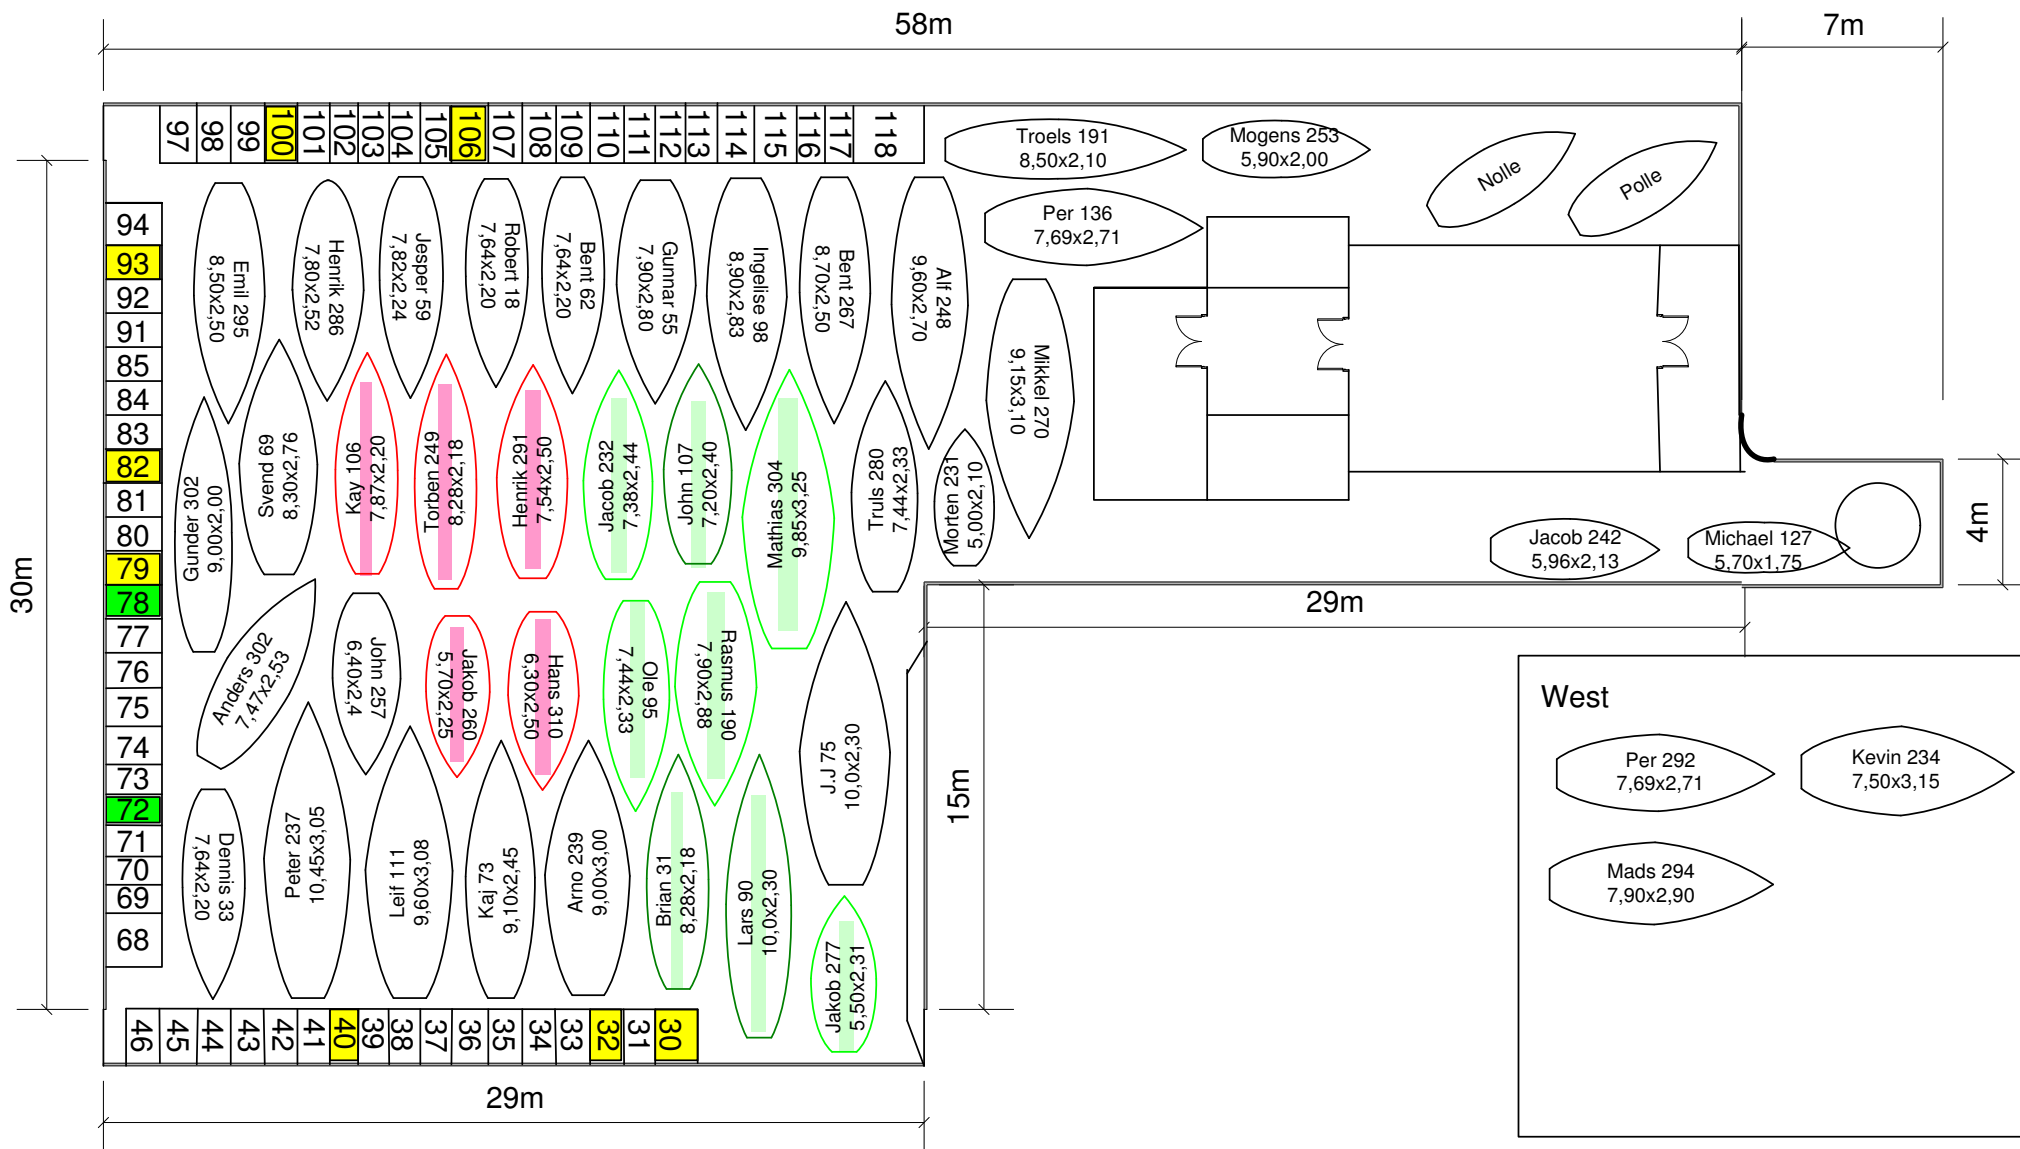 58m
7m
97
98
99
100
101
102
103
104
105
106
107
108
109
110
111
112
113
114
115
116
117
118
Troels 191
8,50x2,10
Mogens 253
5,90x2,00
Nolle
Polle
Per 136
7,69x2,71
94
93
92
91
85
84
83
82
81
80
79
78
77
76
75
74
73
72
71
70
69
68
30m
Emil 295
8,50x2,50
Henrik 286
7,80x2,52
Jesper 59
7,82x2,24
Robert 18
7,64x2,20
Bent 62
7,64x2,20
Gunnar 55
7,90x2,80
Ingelise 98
8,90x2,83
Bent 267
8,70x2,50
Alf 248
9,60x2,70
Mikkel 270
9,15x3,10
Gunder 302
9,00x2,00
Svend 69
8,30x2,76
Kay 106
7,87x2,20
Torben 249
8,28x2,18
Henrik 291
7,54x2,50
Jacob 232
7,38x2,44
John 107
7,20x2,40
Mathias 304
9,85x3,25
Truls 280
7,44x2,33
Morten 231
5,00x2,10
Jacob 242
5,96x2,13
Michael 127
5,70x1,75
4m
29m
Anders 302
7,47x2,53
John 257
6,40x2,4
Jakob 260
5,70x2,25
Hans 310
6,30x2,50
Ole 95
7,44x2,33
Rasmus 190
7,90x2,88
J.J 75
10,0x2,30
15m
Dennis 33
7,64x2,20
Peter 237
10,45x3,05
Leif 111
9,60x3,08
Kaj 73
9,10x2,45
Arno 239
9,00x3,00
Brian 31
8,28x2,18
Lars 90
10,0x2,30
Jakob 277
5,50x2,31
West
Per 292
7,69x2,71
Kevin 234
7,50x3,15
Mads 294
7,90x2,90
46
45
44
43
42
41
40
39
38
37
36
35
34
33
32
31
30
29m